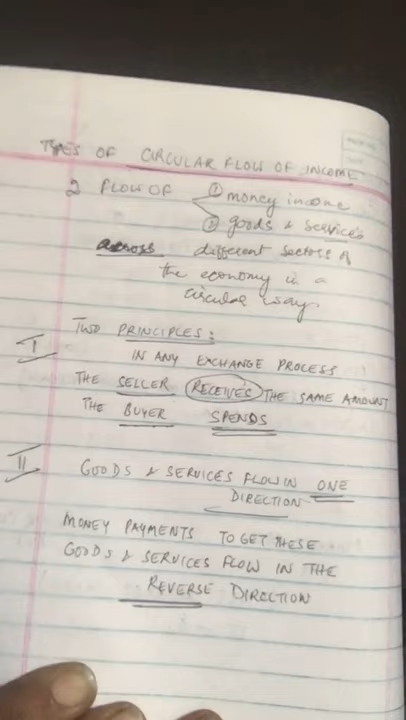 TYPES OF CIRCULAR FLOW OF INCOME
2 FLOW OF ① money income
② goods & services
across different sectors of
the economy in a
circular way.
TWO PRINCIPLES:
I IN ANY EXCHANGE PROCESS
THE SELLER RECEIVES THE SAME AMOUNT
THE BUYER SPENDS
II GOODS & SERVICES FLOW IN ONE
DIRECTION
MONEY PAYMENTS TO GET THESE
GOODS & SERVICES FLOW IN THE
REVERSE DIRECTION